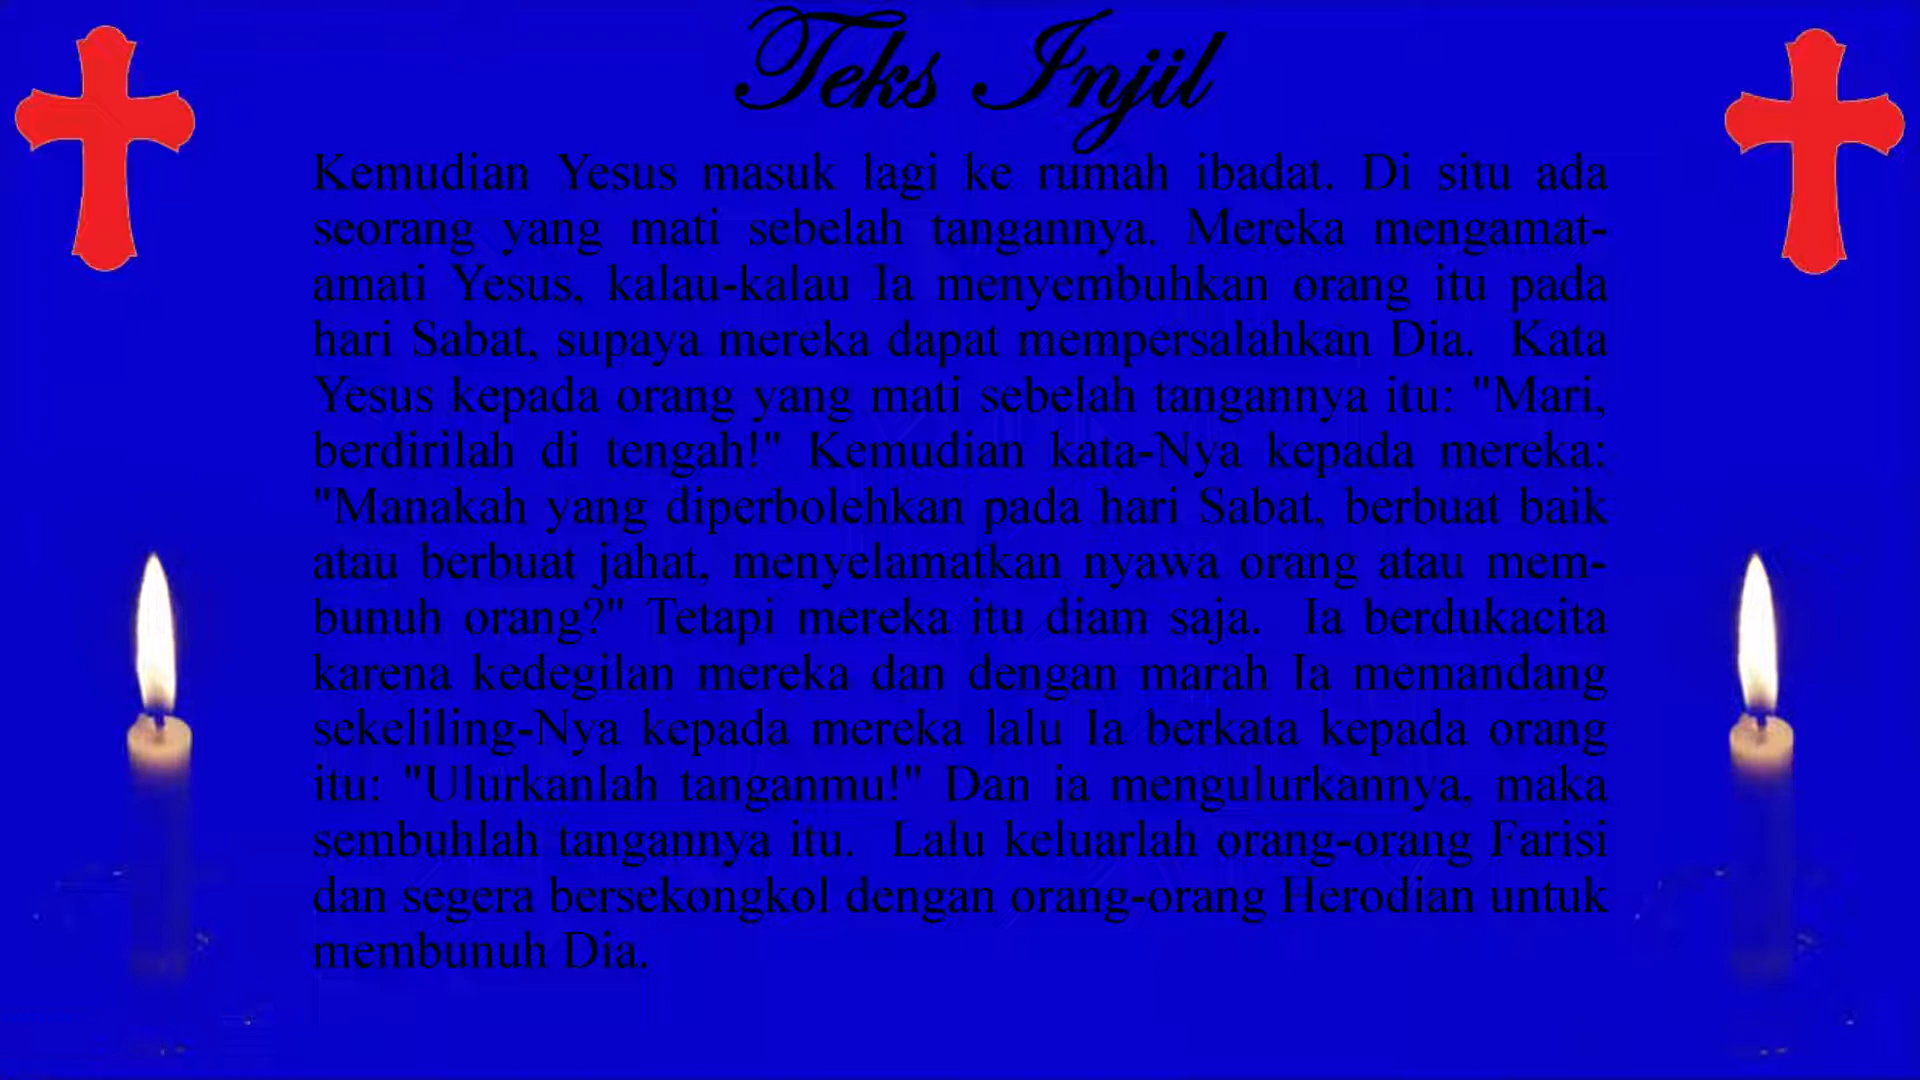 Teks Injil
Kemudian Yesus masuk lagi ke rumah ibadat. Di situ ada
seorang yang mati sebelah tangannya. Mereka mengamat-
amati Yesus, kalau-kalau Ia menyembuhkan orang itu pada
hari Sabat, supaya mereka dapat mempersalahkan Dia. Kata
Yesus kepada orang yang mati sebelah tangannya itu: "Mari,
berdirilah di tengah!" Kemudian kata-Nya kepada mereka:
"Manakah yang diperbolehkan pada hari Sabat, berbuat baik
atau berbuat jahat, menyelamatkan nyawa orang atau mem-
bunuh orang?" Tetapi mereka itu diam saja. Ia berdukacita
karena kedegilan mereka dan dengan marah Ia memandang
sekeliling-Nya kepada mereka lalu Ia berkata kepada orang
itu: "Ulurkanlah tanganmu!" Dan ia mengulurkannya, maka
sembuhlah tangannya itu. Lalu keluarlah orang-orang Farisi
dan segera bersekongkol dengan orang-orang Herodian untuk
membunuh Dia.